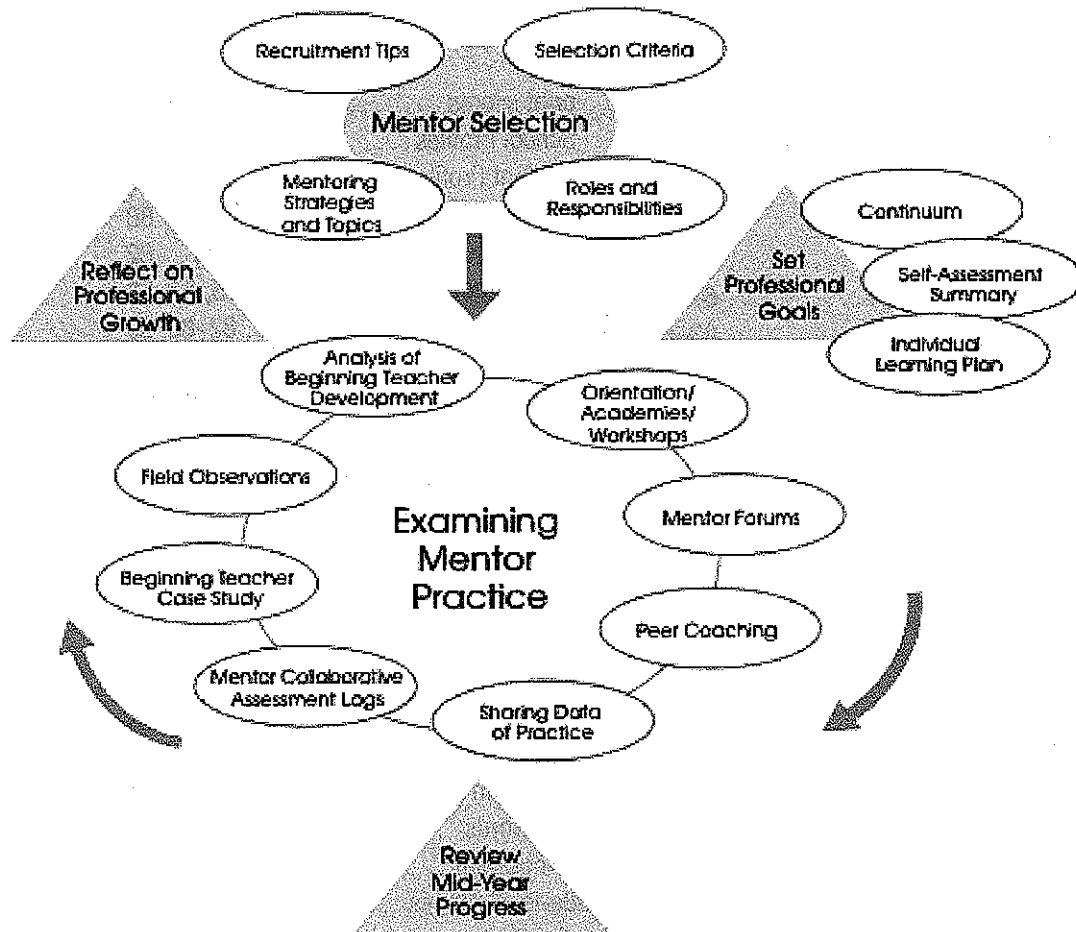 Recruitment Tips
Selection Criteria
Mentor Selection
Mentoring
Strategies
and Topics
Roles and
Responsibilities
Reflect on
Professional
Growth
Set
Professional
Goals
Continuum
Self-Assessment
Summary
Individual
Learning Plan
Analysis of
Beginning Teacher
Development
Orientation/
Academies/
Workshops
Field Observations
Mentor Forums
Examining
Mentor
Practice
Beginning Teacher
Case Study
Peer Coaching
Mentor Collaborative
Assessment Logs
Sharing Data
of Practice
Review
Mid-Year
Progress